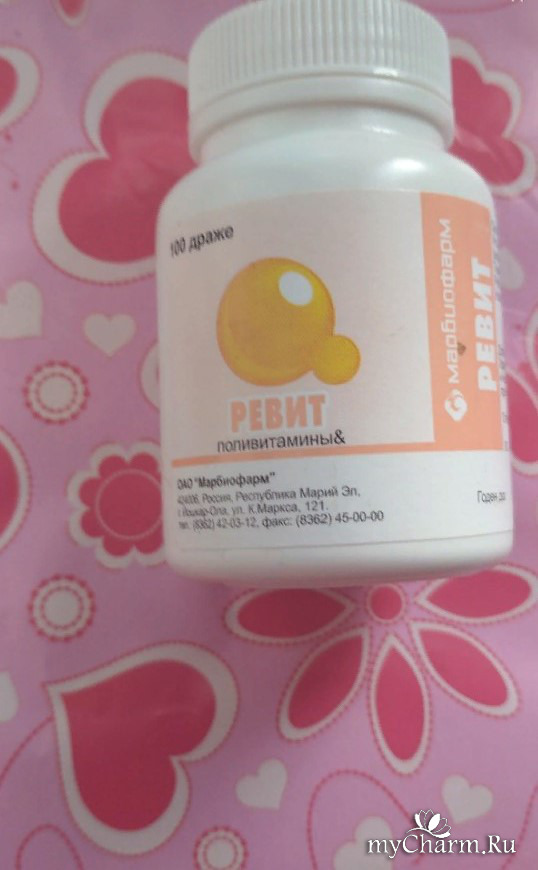 100 драже
РЕВИТ
поливитамины&
ОАО "Марбиофарм"
424006, Россия, Республика Марий Эл,
г. Йошкар-Ола, ул. К.Маркса, 121.
тел. (8362) 42-03-12, факс: (8362) 45-00-00
марбиофарм
РЕВИТ
Годен до
myCharm.Ru